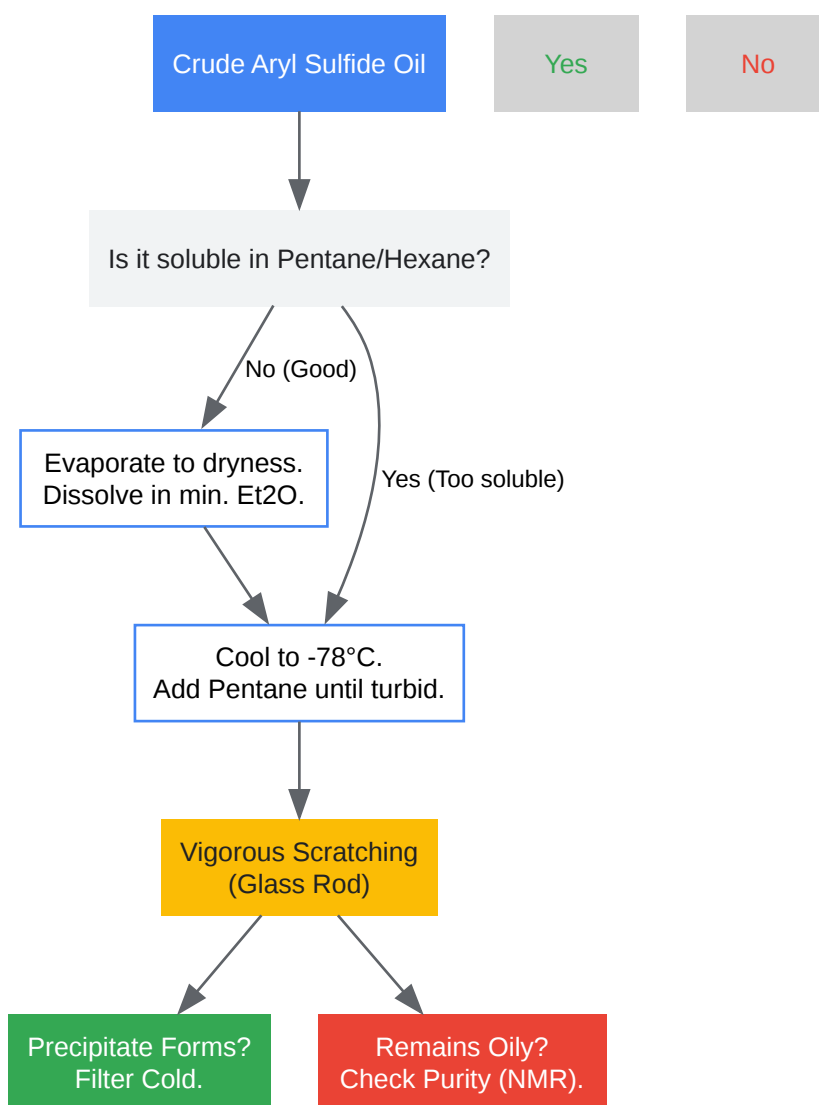 Crude Aryl Sulfide Oil
Yes
No
Is it soluble in Pentane/Hexane?
No (Good)
Evaporate to dryness.
Dissolve in min. Et2O.
Yes (Too soluble)
Cool to -78°C.
Add Pentane until turbid.
Vigorous Scratching
(Glass Rod)
Precipitate Forms?
Filter Cold.
Remains Oily?
Check Purity (NMR).